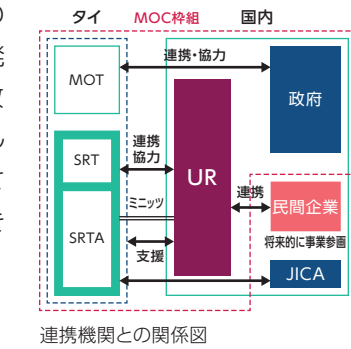 タイ MOC枠組 国内
連携・協力
MOT
政府
SRT
連携
協力
UR
連携
民間企業
ミニッツ
将来的に事業参画
SRTA
支援
JICA
連携機関との関係図